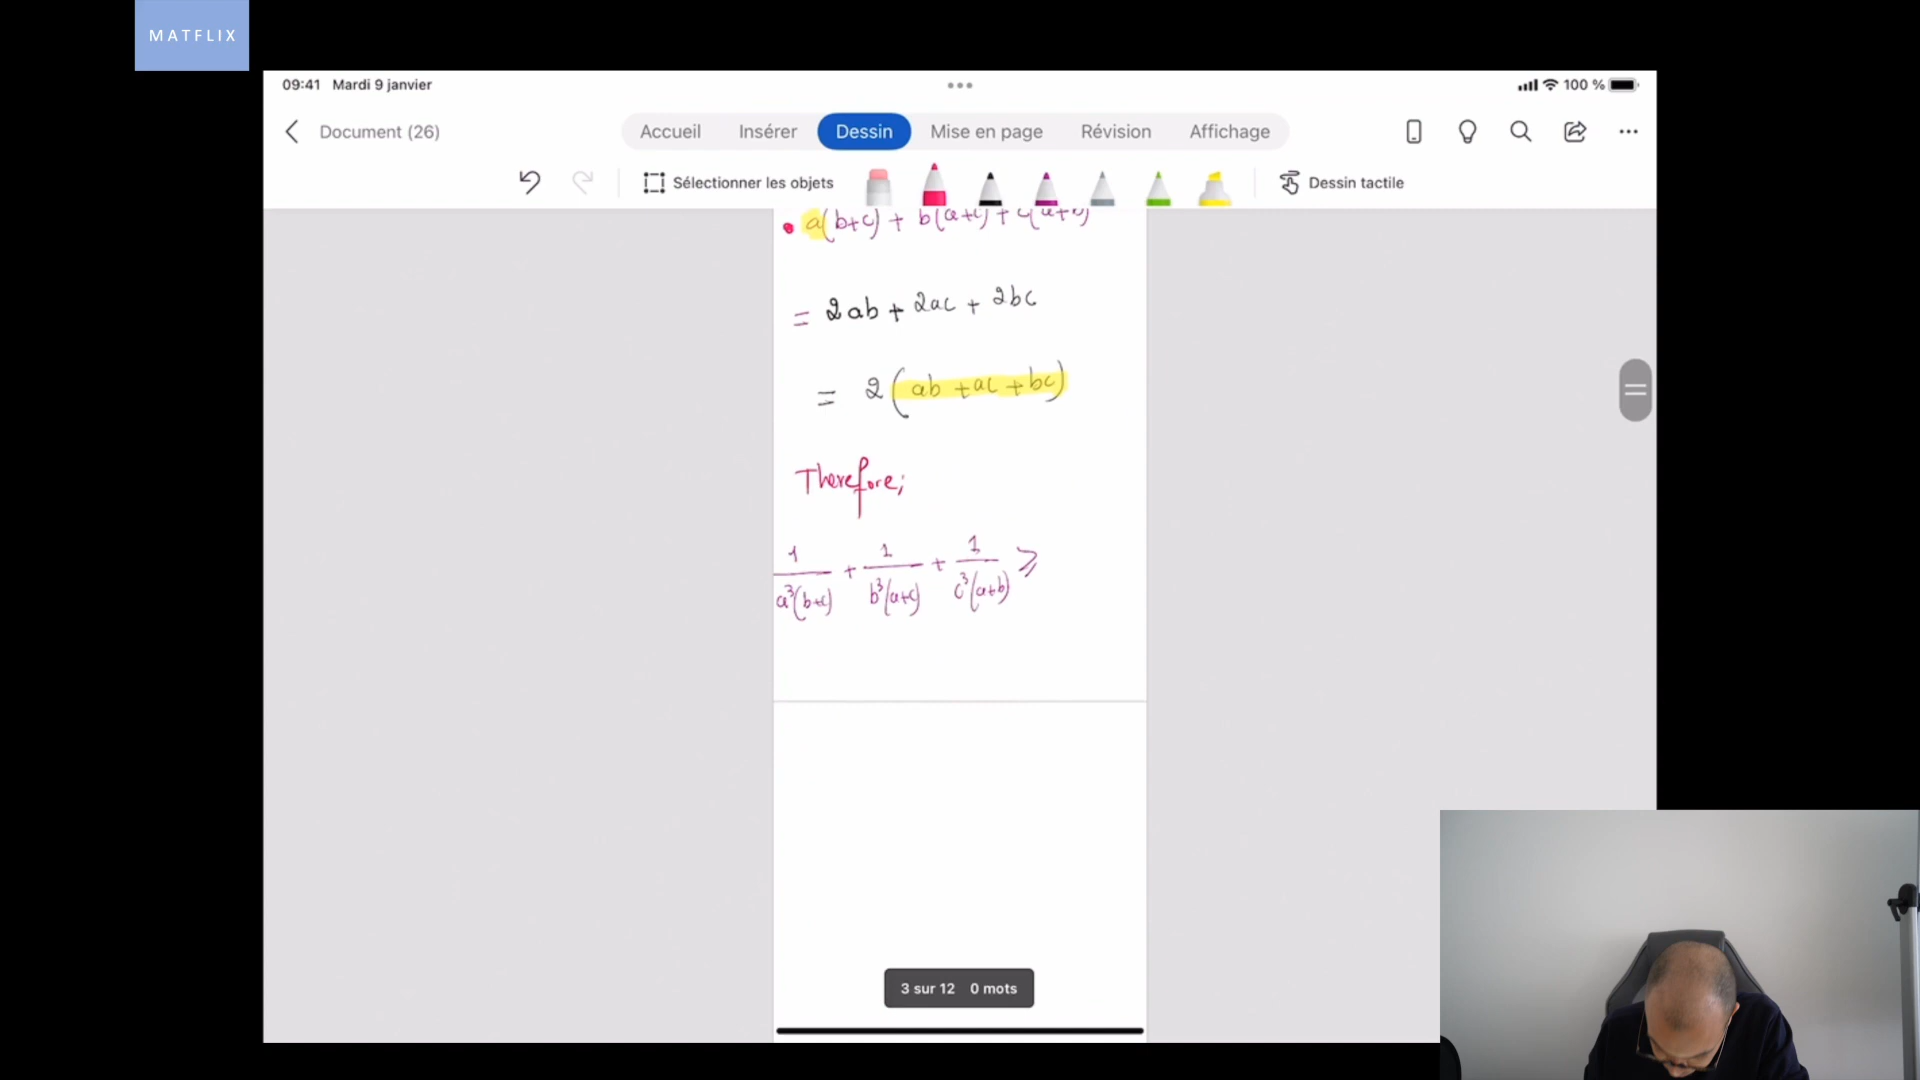 MATFLIX
09:41 Mardi 9 janvier
100 %
Document (26)
Accueil Insérer Dessin Mise en page Révision Affichage
Sélectionner les objets
Dessin tactile
• a(b+c) + b(a+c) + c(a+b)
= 2ab + 2ac + 2bc
= 2(ab + ac + bc)
Therefore;
1/a³(b+c) + 1/b³(a+c) + 1/c³(a+b) ⩾
3 sur 12 0 mots